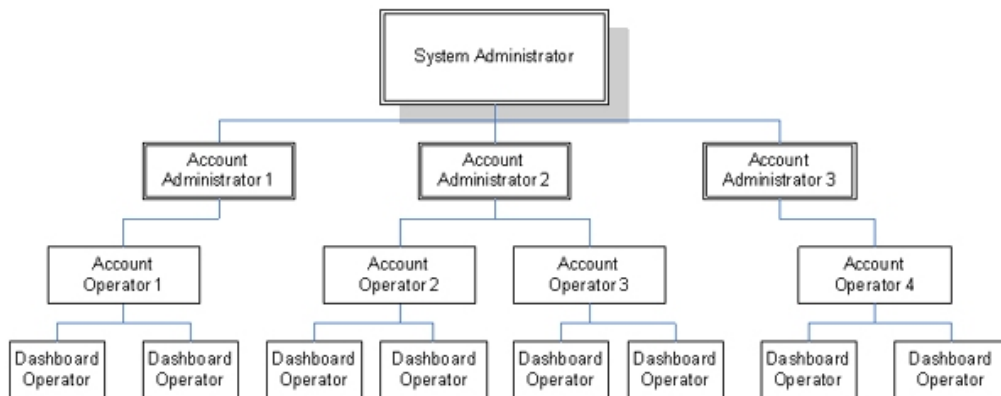 System Administrator
Account
Administrator 1
Account
Administrator 2
Account
Administrator 3
Account
Operator 1
Account
Operator 2
Account
Operator 3
Account
Operator 4
Dashboard
Operator
Dashboard
Operator
Dashboard
Operator
Dashboard
Operator
Dashboard
Operator
Dashboard
Operator
Dashboard
Operator
Dashboard
Operator